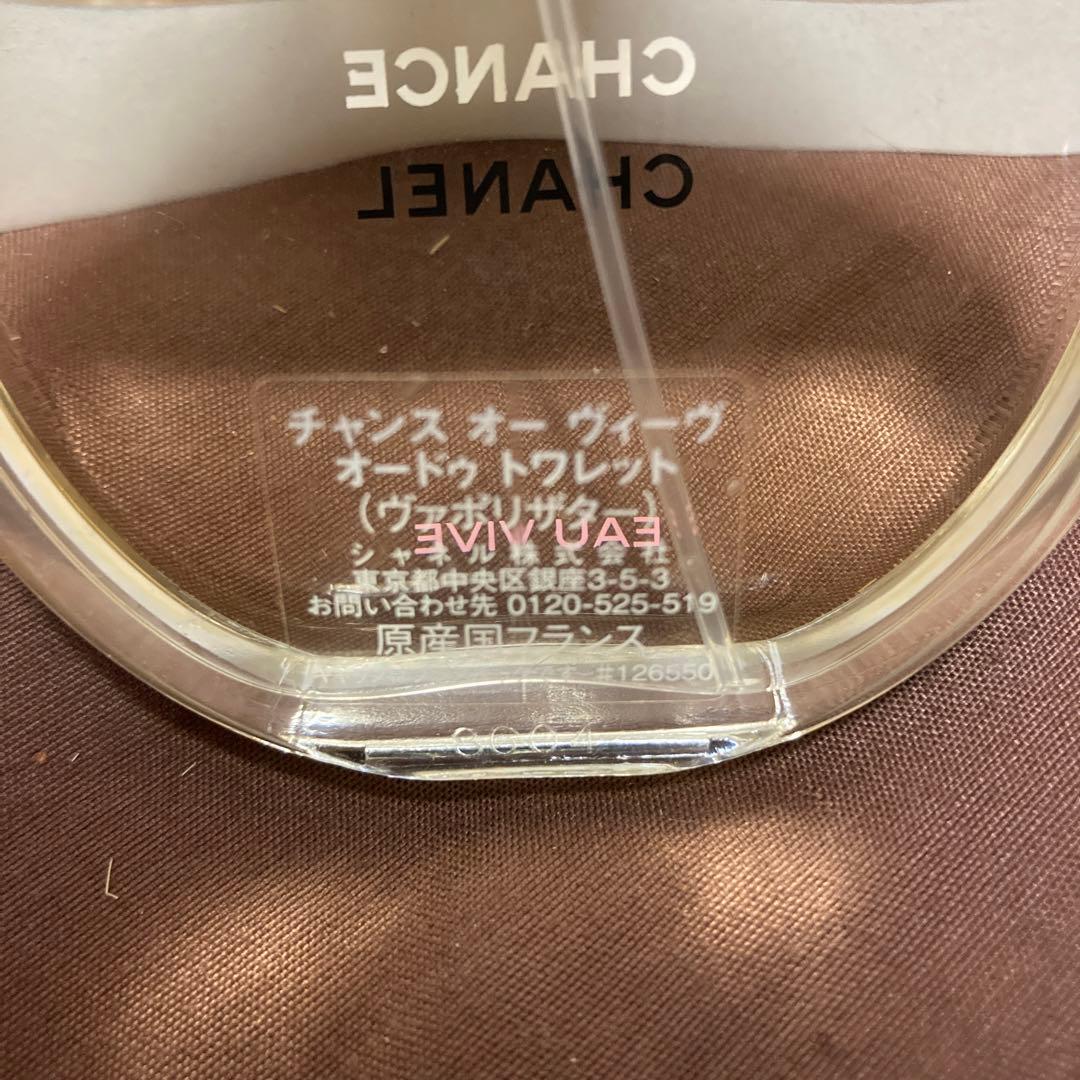 CHANCE
CHANEL
チャンス オー ヴィーヴ
オードゥ トワレット
(ヴァポリザター)
EAU VIVE
シャネル株式会社
東京都中央区銀座3-5-3
お問い合わせ先 0120-525-519
原産国フランス
#126550